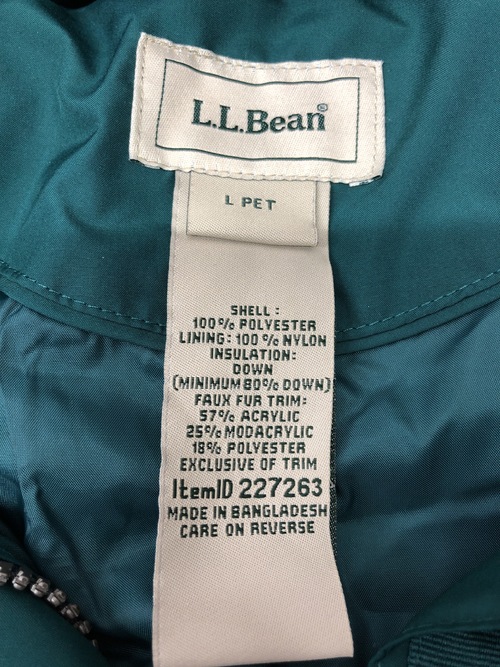 L.L.Bean®
L PET
SHELL:
100% POLYESTER
LINING: 100% NYLON
INSULATION:
DOWN
(MINIMUM 80% DOWN)
FAUX FUR TRIM:
57% ACRYLIC
25% MODACRYLIC
18% POLYESTER
EXCLUSIVE OF TRIM
ItemID 227263
MADE IN BANGLADESH
CARE ON REVERSE